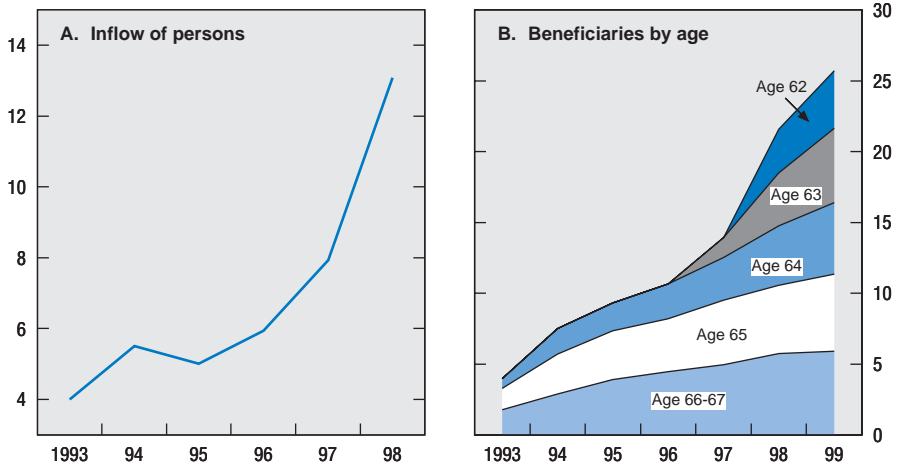 A. Inflow of persons
14
12
10
8
6
4
1993 94 95 96 97 98
B. Beneficiaries by age
30
25
20
15
10
5
0
Age 62
Age 63
Age 64
Age 65
Age 66-67
1993 94 95 96 97 98 99